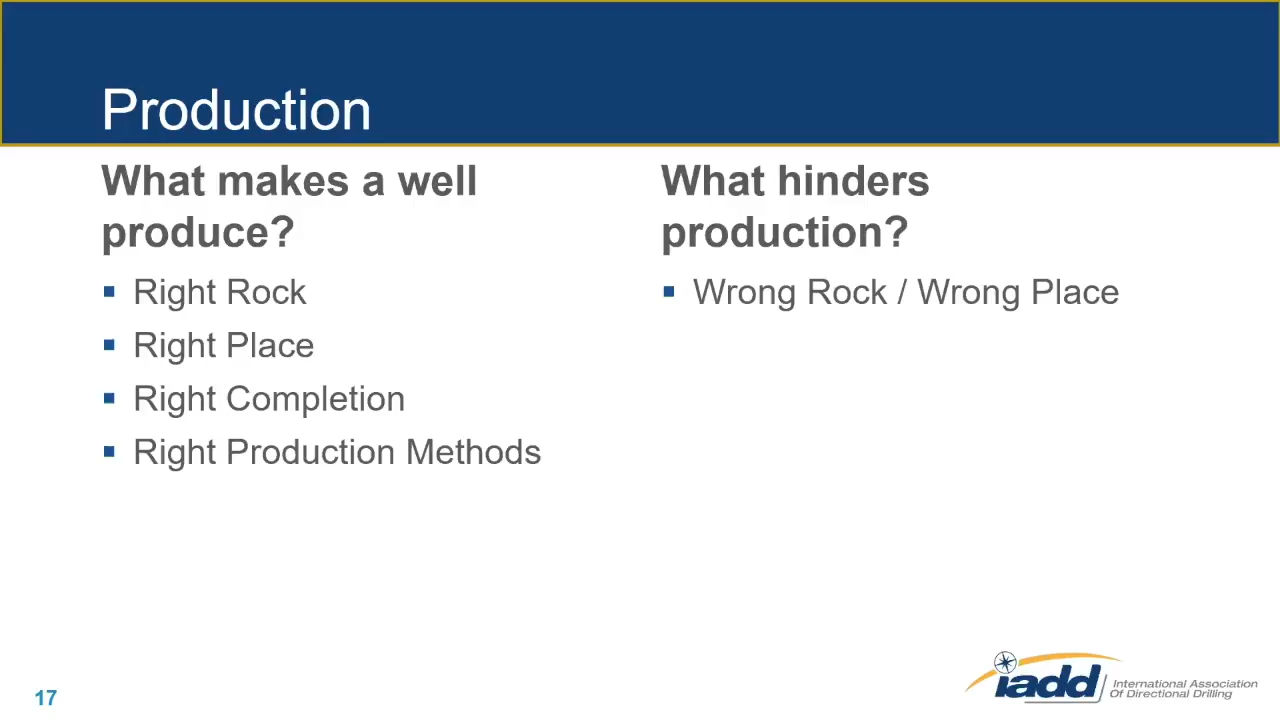 Production
What makes a well
produce?
▪ Right Rock
▪ Right Place
▪ Right Completion
▪ Right Production Methods
What hinders
production?
▪ Wrong Rock / Wrong Place
17
iadd
International Association
Of Directional Drilling